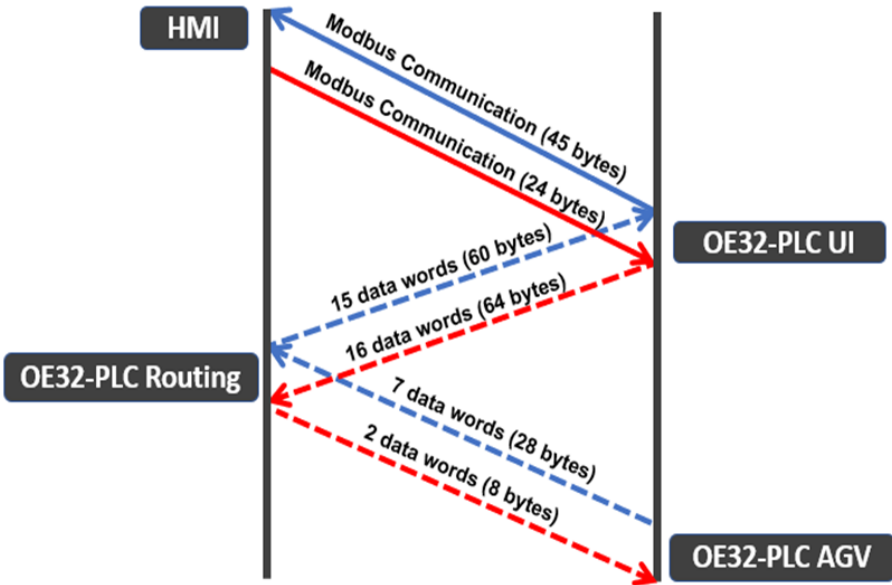 HMI
Modbus Communication (45 bytes)
Modbus Communication (24 bytes)
OE32-PLC UI
15 data words (60 bytes)
16 data words (64 bytes)
OE32-PLC Routing
7 data words (28 bytes)
2 data words (8 bytes)
OE32-PLC AGV